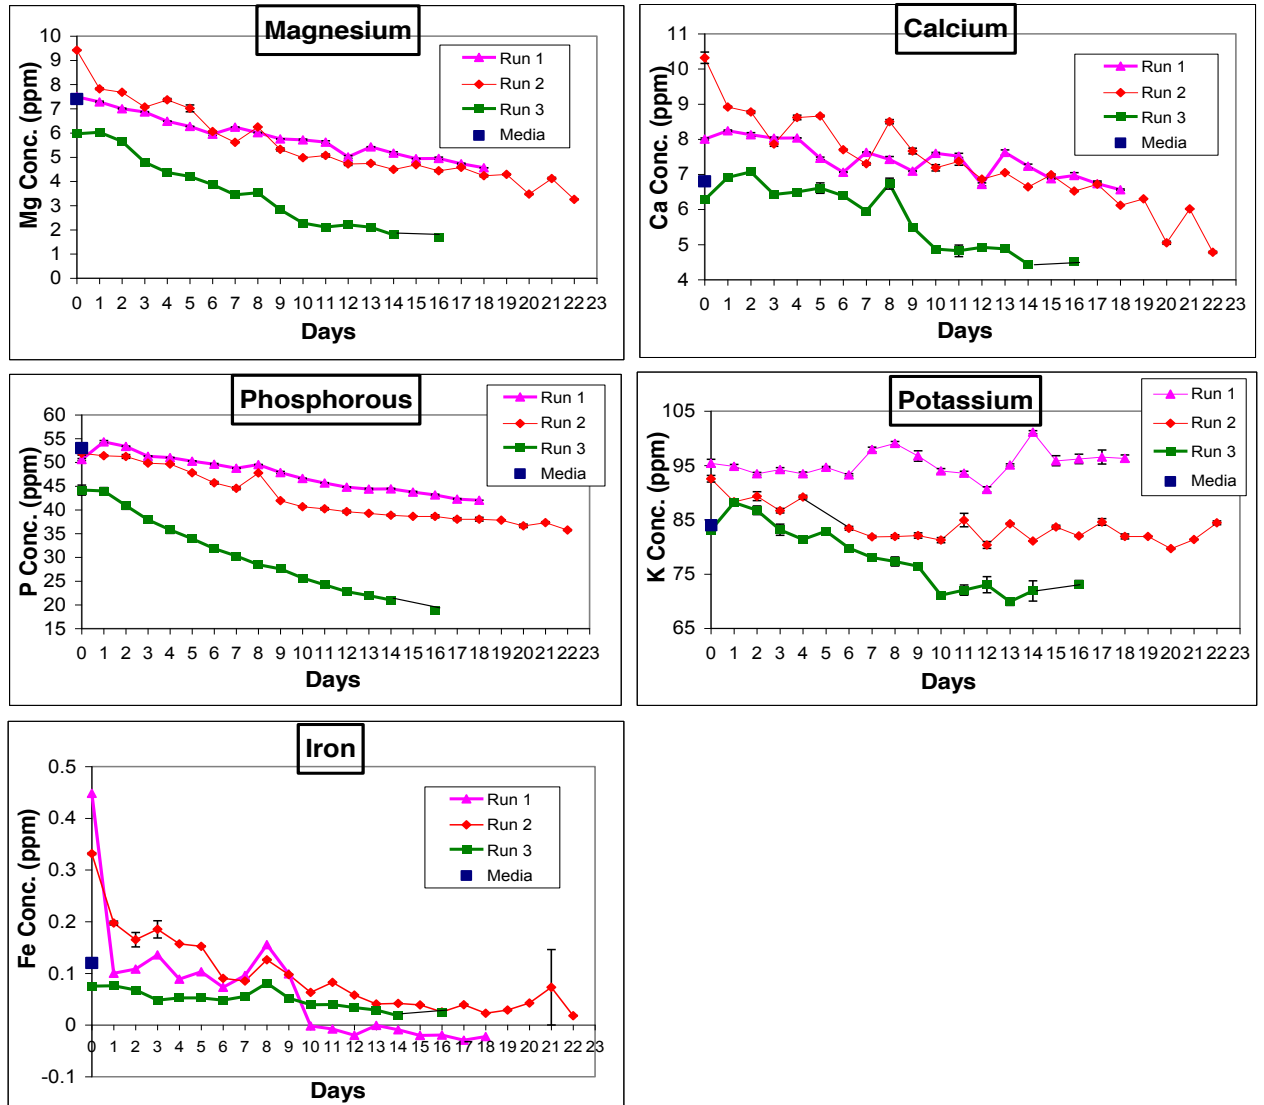 Magnesium
10
9
8
7
6
5
4
3
2
1
0
Mg Conc. (ppm)
Run 1
Run 2
Run 3
Media
0 1 2 3 4 5 6 7 8 9 10 11 12 13 14 15 16 17 18 19 20 21 22 23
Days
Calcium
11
10
9
8
7
6
5
4
Ca Conc. (ppm)
Run 1
Run 2
Run 3
Media
0 1 2 3 4 5 6 7 8 9 10 11 12 13 14 15 16 17 18 19 20 21 22 23
Days
Phosphorous
60
55
50
45
40
35
30
25
20
15
P Conc. (ppm)
Run 1
Run 2
Run 3
Media
0 1 2 3 4 5 6 7 8 9 10 11 12 13 14 15 16 17 18 19 20 21 22 23
Days
Potassium
105
95
85
75
65
K Conc. (ppm)
Run 1
Run 2
Run 3
Media
0 1 2 3 4 5 6 7 8 9 10 11 12 13 14 15 16 17 18 19 20 21 22 23
Days
Iron
0.5
0.4
0.3
0.2
0.1
0
-0.1
Fe Conc. (ppm)
Run 1
Run 2
Run 3
Media
0 1 2 3 4 5 6 7 8 9 10 11 12 13 14 15 16 17 18 19 20 21 22 23
Days